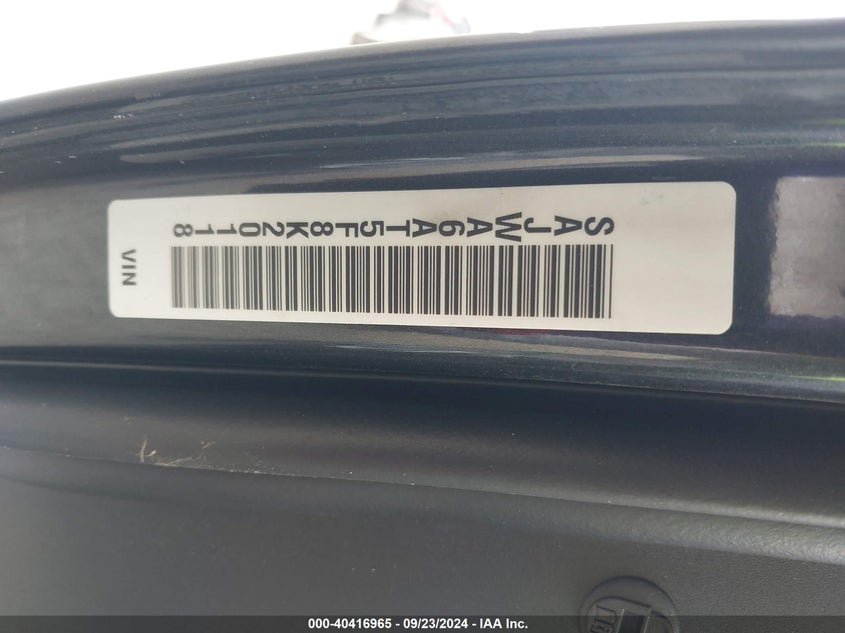 SAJWA6AT5F8K20118
VIN
000-40416965 - 09/23/2024 - IAA Inc.